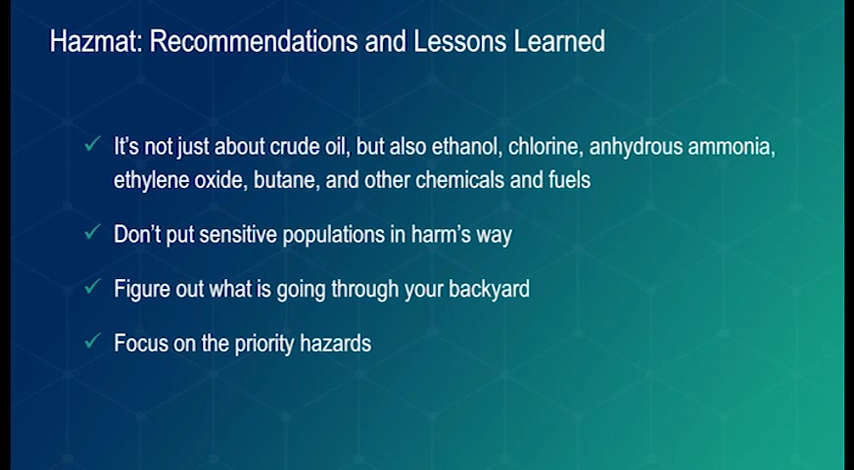 Hazmat: Recommendations and Lessons Learned
It's not just about crude oil, but also ethanol, chlorine, anhydrous ammonia,
ethylene oxide, butane, and other chemicals and fuels
Don't put sensitive populations in harm's way
Figure out what is going through your backyard
Focus on the priority hazards